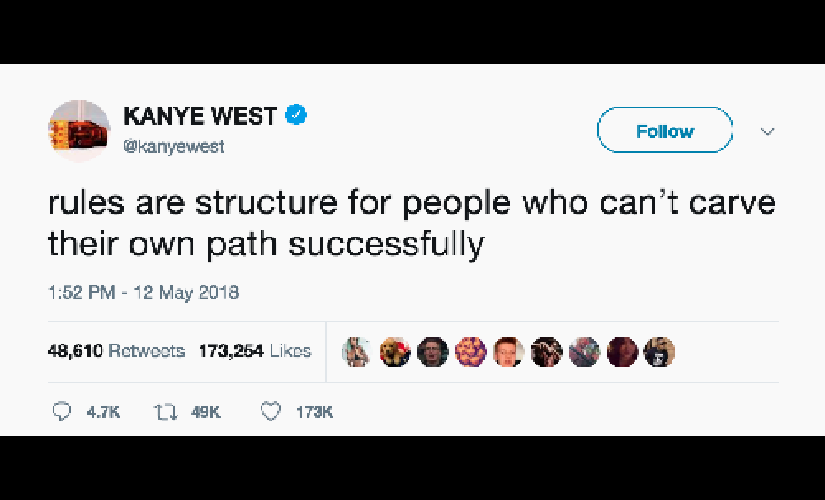 KANYE WEST
@kanyewest
Follow
rules are structure for people who can't carve
their own path successfully
1:52 PM - 12 May 2018
48,610 Retweets 173,254 Likes
4.7K 49K 173K